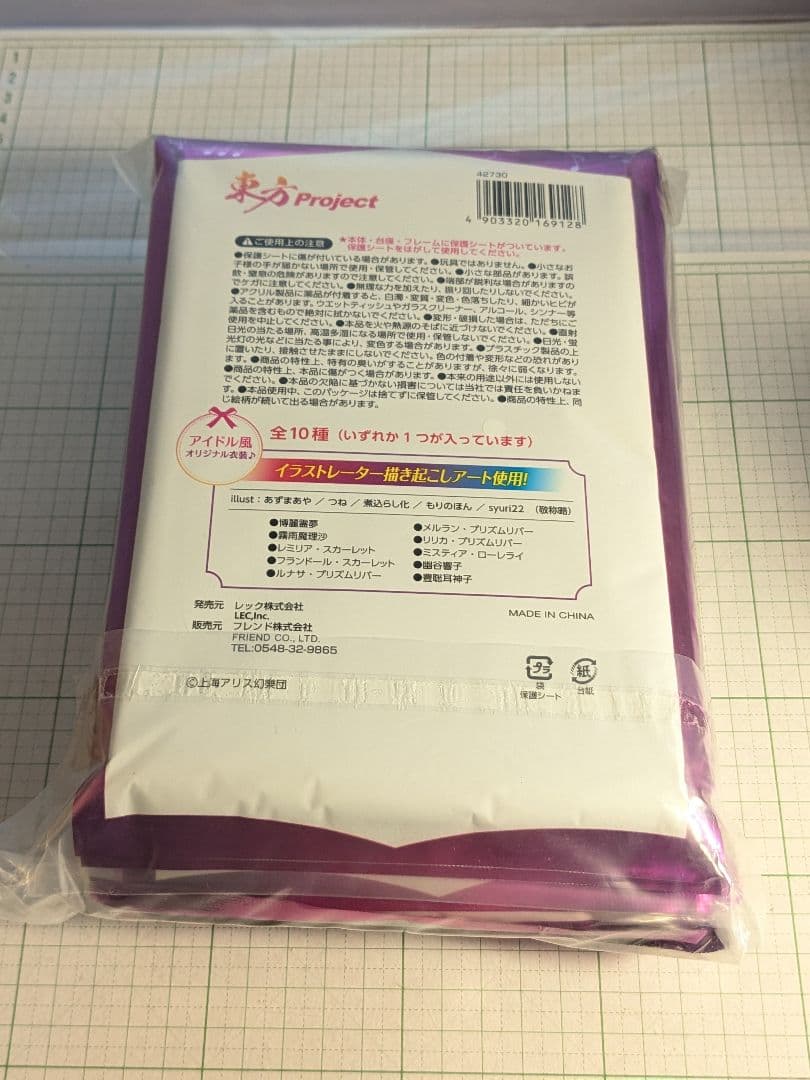 東方Project
42730
4 903320 169128
⚠ご使用上の注意
★本体・台座・フレームに保護シートがついています。
保護シートをはがして使用してください。
●保護シートに傷が付いている場合があります。●玩具ではありません。●小さなお
子様の手が届かない場所で使用・保管してください。●小さな部品があります。誤
飲・窒息の危険がありますので注意してください。●端部が鋭利な場合がありますの
でケガに注意してください。●無理な力を加えたり、振り回したりしないでください。
●アクリル製品に薬品が付着すると、白濁・変質・変色・色落ちしたり、細かいヒビが
入ることがあります。ウエットティッシュやガラスクリーナー、アルコール、シンナー等
薬品を含むもので絶対に拭かないでください。●変形・破損した場合は、ただちにご
使用を中止してください。●本品を火や熱源のそばに近づけないでください。●直射
日光の当たる場所、高温多湿になる場所で使用・保管しないでください。●日光・蛍
光灯の光などに当たる事により、変色する場合があります。●プラスチック製品の上
に置いたり、接触させたままにしないでください。色の付着や変形などの恐れがあり
ます。●商品の特性上、特有の臭いがすることがありますが、徐々に弱くなります。
●商品の特性上、本品に傷がつく場合があります。●本来の用途以外には使用しない
でください。●本品の欠陥に基づかない損害については当社では責任を負いかねま
す。●本品使用中、このパッケージは捨てずに保管してください。●商品の特性上、同
じ絵柄が続いて出る場合があります。
アイドル風
オリジナル衣装♪
全10種（いずれか1つが入っています）
イラストレーター描き起こしアート使用!
illust：あずまあや ／ つね ／ 煮込らし化 ／ もりのほん ／ syuri22 （敬称略）
●博麗霊夢
●霧雨魔理沙
●レミリア・スカーレット
●フランドール・スカーレット
●ルナサ・プリズムリバー
●メルラン・プリズムリバー
●リリカ・プリズムリバー
●ミスティア・ローレライ
●幽谷響子
●豊聡耳神子
発売元 レック株式会社
LEC,Inc.
販売元 フレンド株式会社
FRIEND CO., LTD.
TEL:0548-32-9865
MADE IN CHINA
©上海アリス幻樂団
プラ
袋
保護シート
紙
台紙